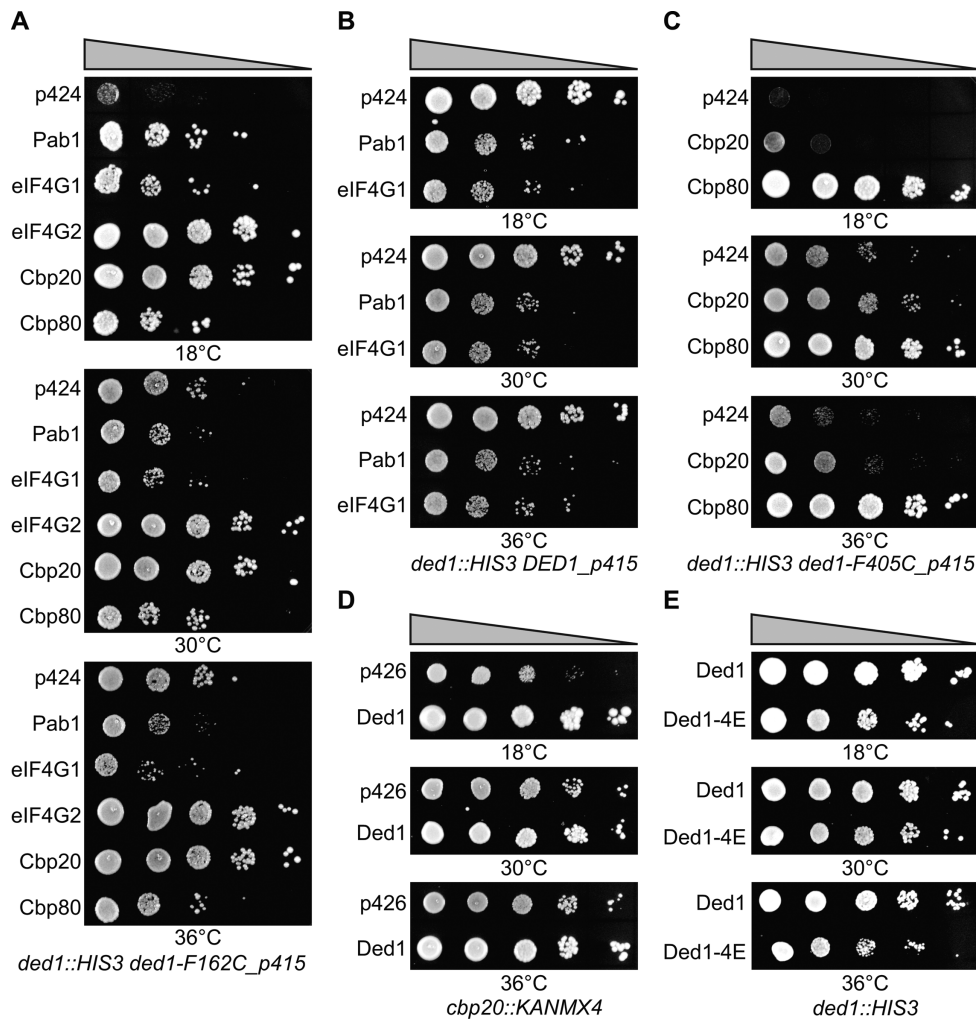 A
p424
Pab1
eIF4G1
eIF4G2
Cbp20
Cbp80
18°C
p424
Pab1
eIF4G1
eIF4G2
Cbp20
Cbp80
30°C
p424
Pab1
eIF4G1
eIF4G2
Cbp20
Cbp80
36°C
ded1::HIS3 ded1-F162C_p415
B
p424
Pab1
eIF4G1
18°C
p424
Pab1
eIF4G1
30°C
p424
Pab1
eIF4G1
36°C
ded1::HIS3 DED1_p415
C
p424
Cbp20
Cbp80
18°C
p424
Cbp20
Cbp80
30°C
p424
Cbp20
Cbp80
36°C
ded1::HIS3 ded1-F405C_p415
D
p426
Ded1
18°C
p426
Ded1
30°C
p426
Ded1
36°C
cbp20::KANMX4
E
Ded1
Ded1-4E
18°C
Ded1
Ded1-4E
30°C
Ded1
Ded1-4E
36°C
ded1::HIS3